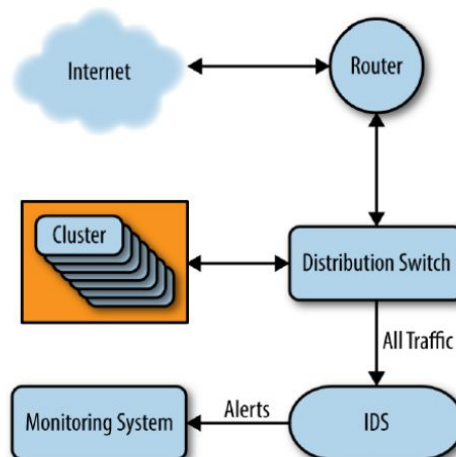 Internet
Router
Cluster
Distribution Switch
All Traffic
Monitoring System
Alerts
IDS